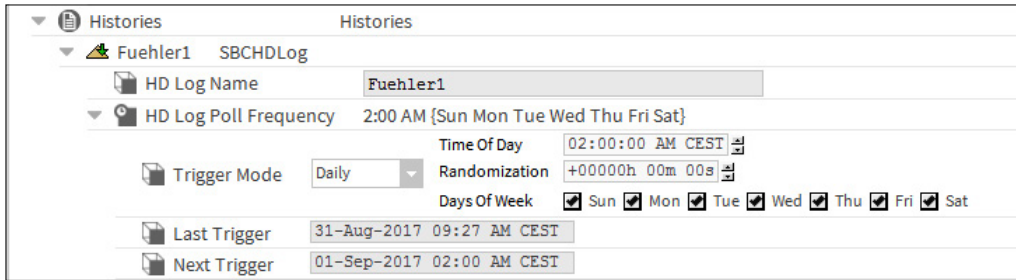 Histories Histories
Fuehler1 SBCHDLog
HD Log Name Fuehler1
HD Log Poll Frequency 2:00 AM {Sun Mon Tue Wed Thu Fri Sat}
Time Of Day 02:00:00 AM CEST
Trigger Mode Daily Randomization +00000h 00m 00s
Days Of Week Sun Mon Tue Wed Thu Fri Sat
Last Trigger 31-Aug-2017 09:27 AM CEST
Next Trigger 01-Sep-2017 02:00 AM CEST